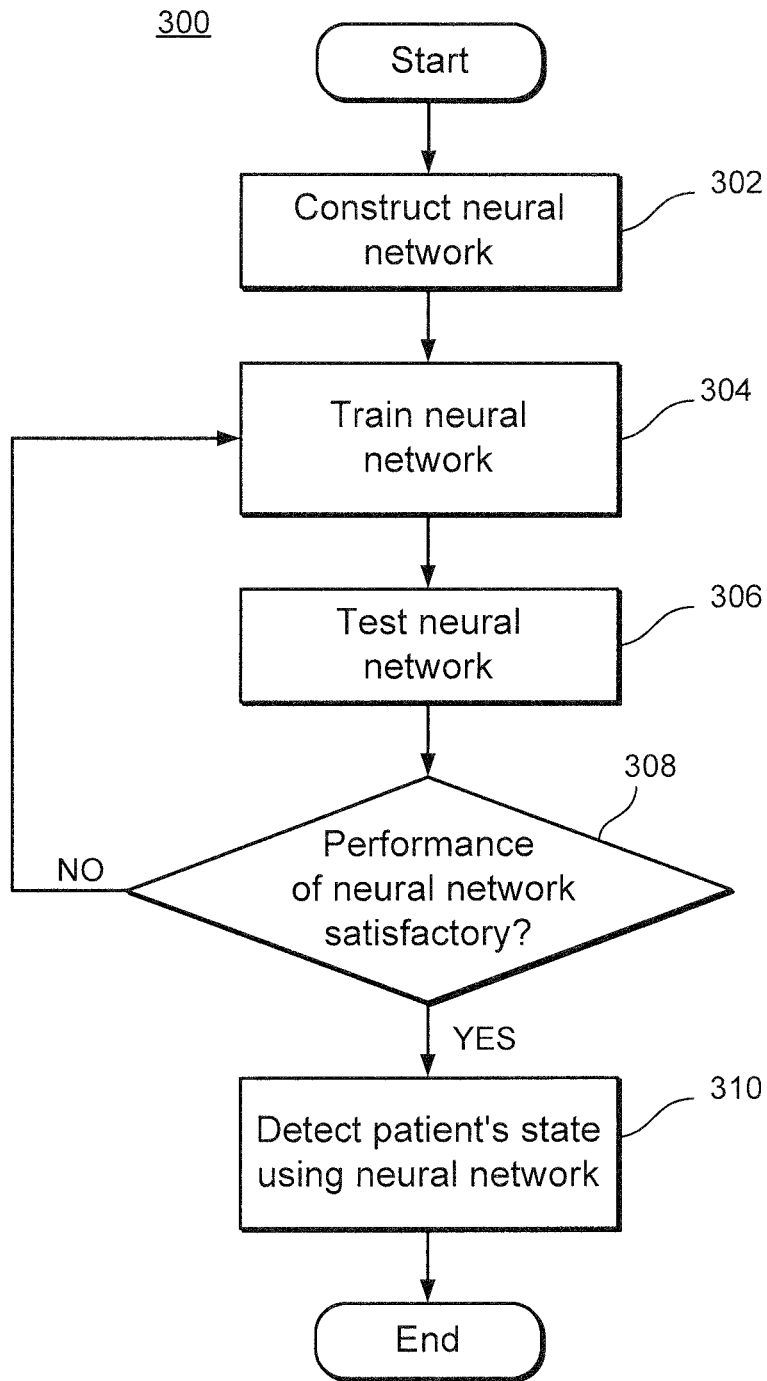 300
Start
Construct neural
network
302
Train neural
network
304
Test neural
network
306
308
Performance
of neural network
satisfactory?
NO
YES
Detect patient's state
using neural network
310
End